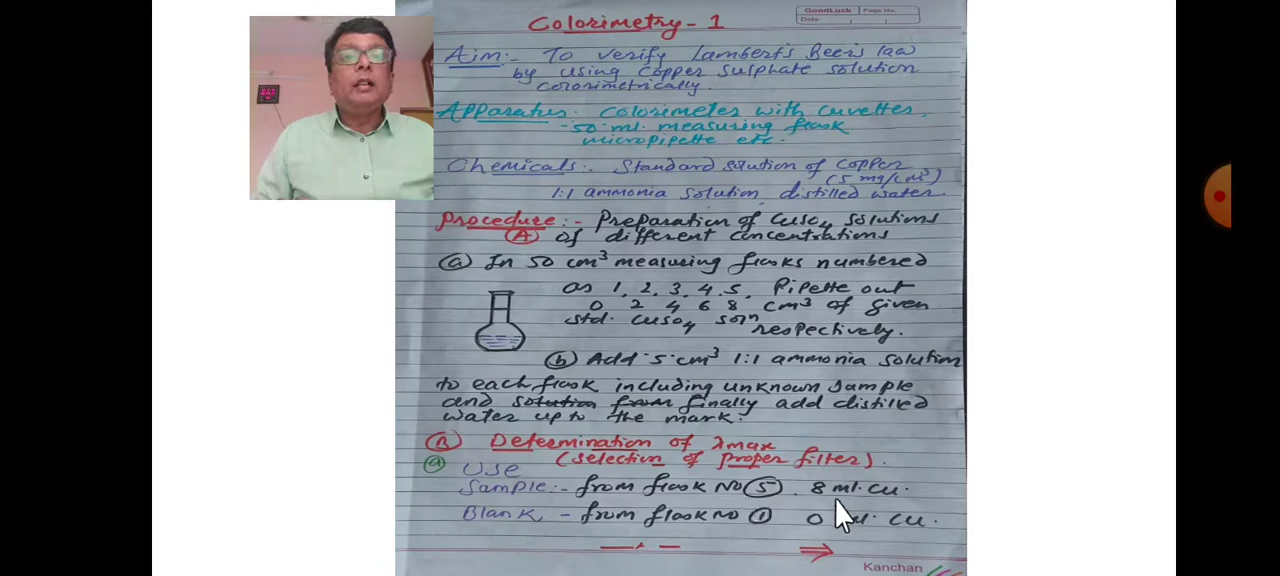 Colorimetry - 1
GoodLuck
Page No.
Date
Aim:- To verify Lambert's Beer's law
by using copper sulphate solution
colorimetrically.
Apparatus: Colorimeter with cuvettes,
50 ml. measuring flask
micropipette etc.
Chemicals:- Standard solution of copper
(5 mg/cm³)
1:1 ammonia solution, distilled water.
Procedure:- Preparation of CuSO₄ solutions
(A) of different concentrations
(a) In 50 cm³ measuring flasks numbered
as 1, 2, 3, 4, 5, Pipette out
0 2 4 6 8 cm³ of given
std. CuSO₄ soln respectively.
(b) Add 5 cm³ 1:1 ammonia solution
to each flask including unknown sample
and solution from finally add distilled
water up to the mark.
(B) Determination of λmax
(selection of proper filter).
(a) Use
Sample:- from flask No (5) 8 ml. Cu.
Blank - from flask No (1) 0 ml. Cu.
Kanchan